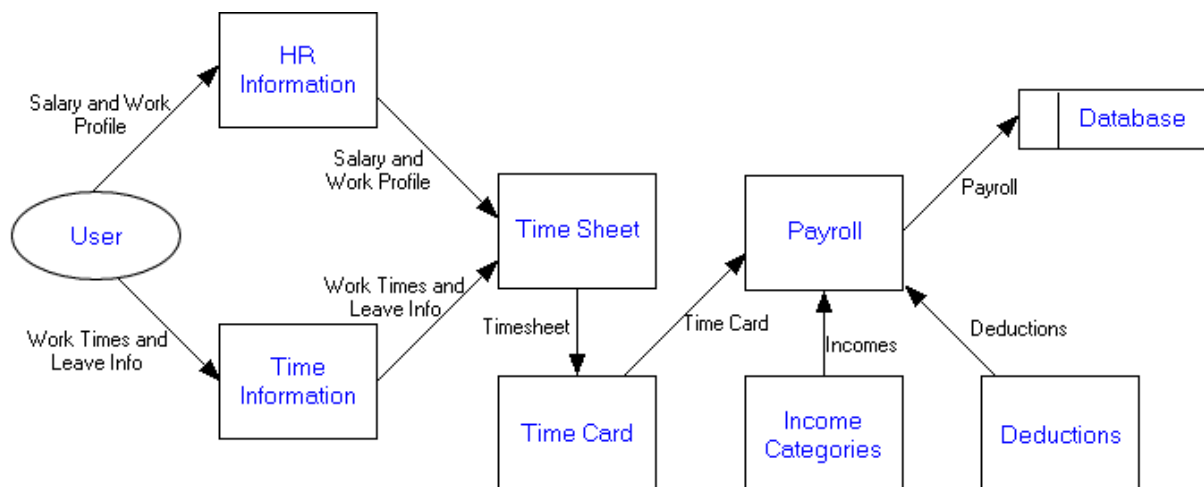 HR
Information
Salary and Work
Profile
Database
Salary and
Work Profile
Payroll
User
Time Sheet
Payroll
Work Times and
Leave Info
Work Times and
Leave Info
Timesheet
Time Card
Incomes
Deductions
Time
Information
Time Card
Income
Categories
Deductions